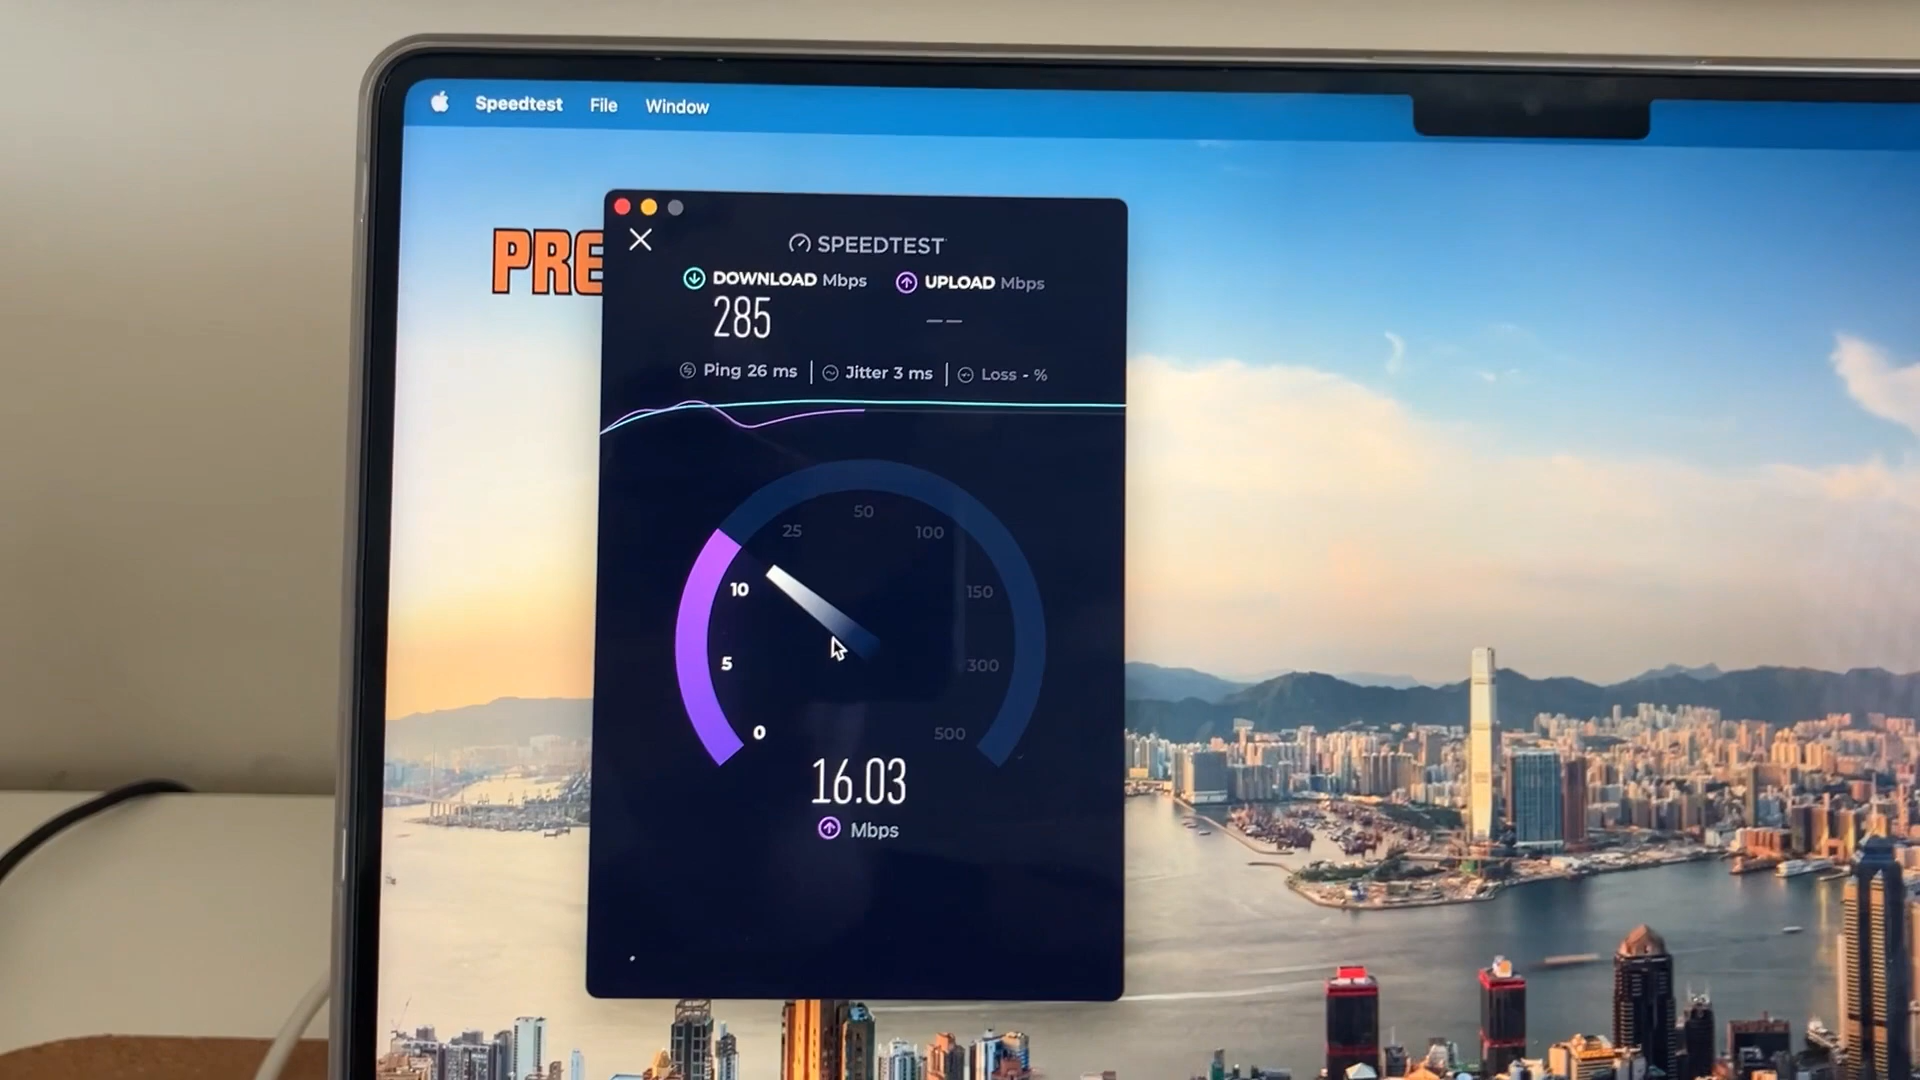 Speedtest File Window
PRE
SPEEDTEST
DOWNLOAD Mbps UPLOAD Mbps
285 — —
Ping 26 ms | Jitter 3 ms | Loss - %
50
25 100
10 150
5 300
0 500
16.03
Mbps